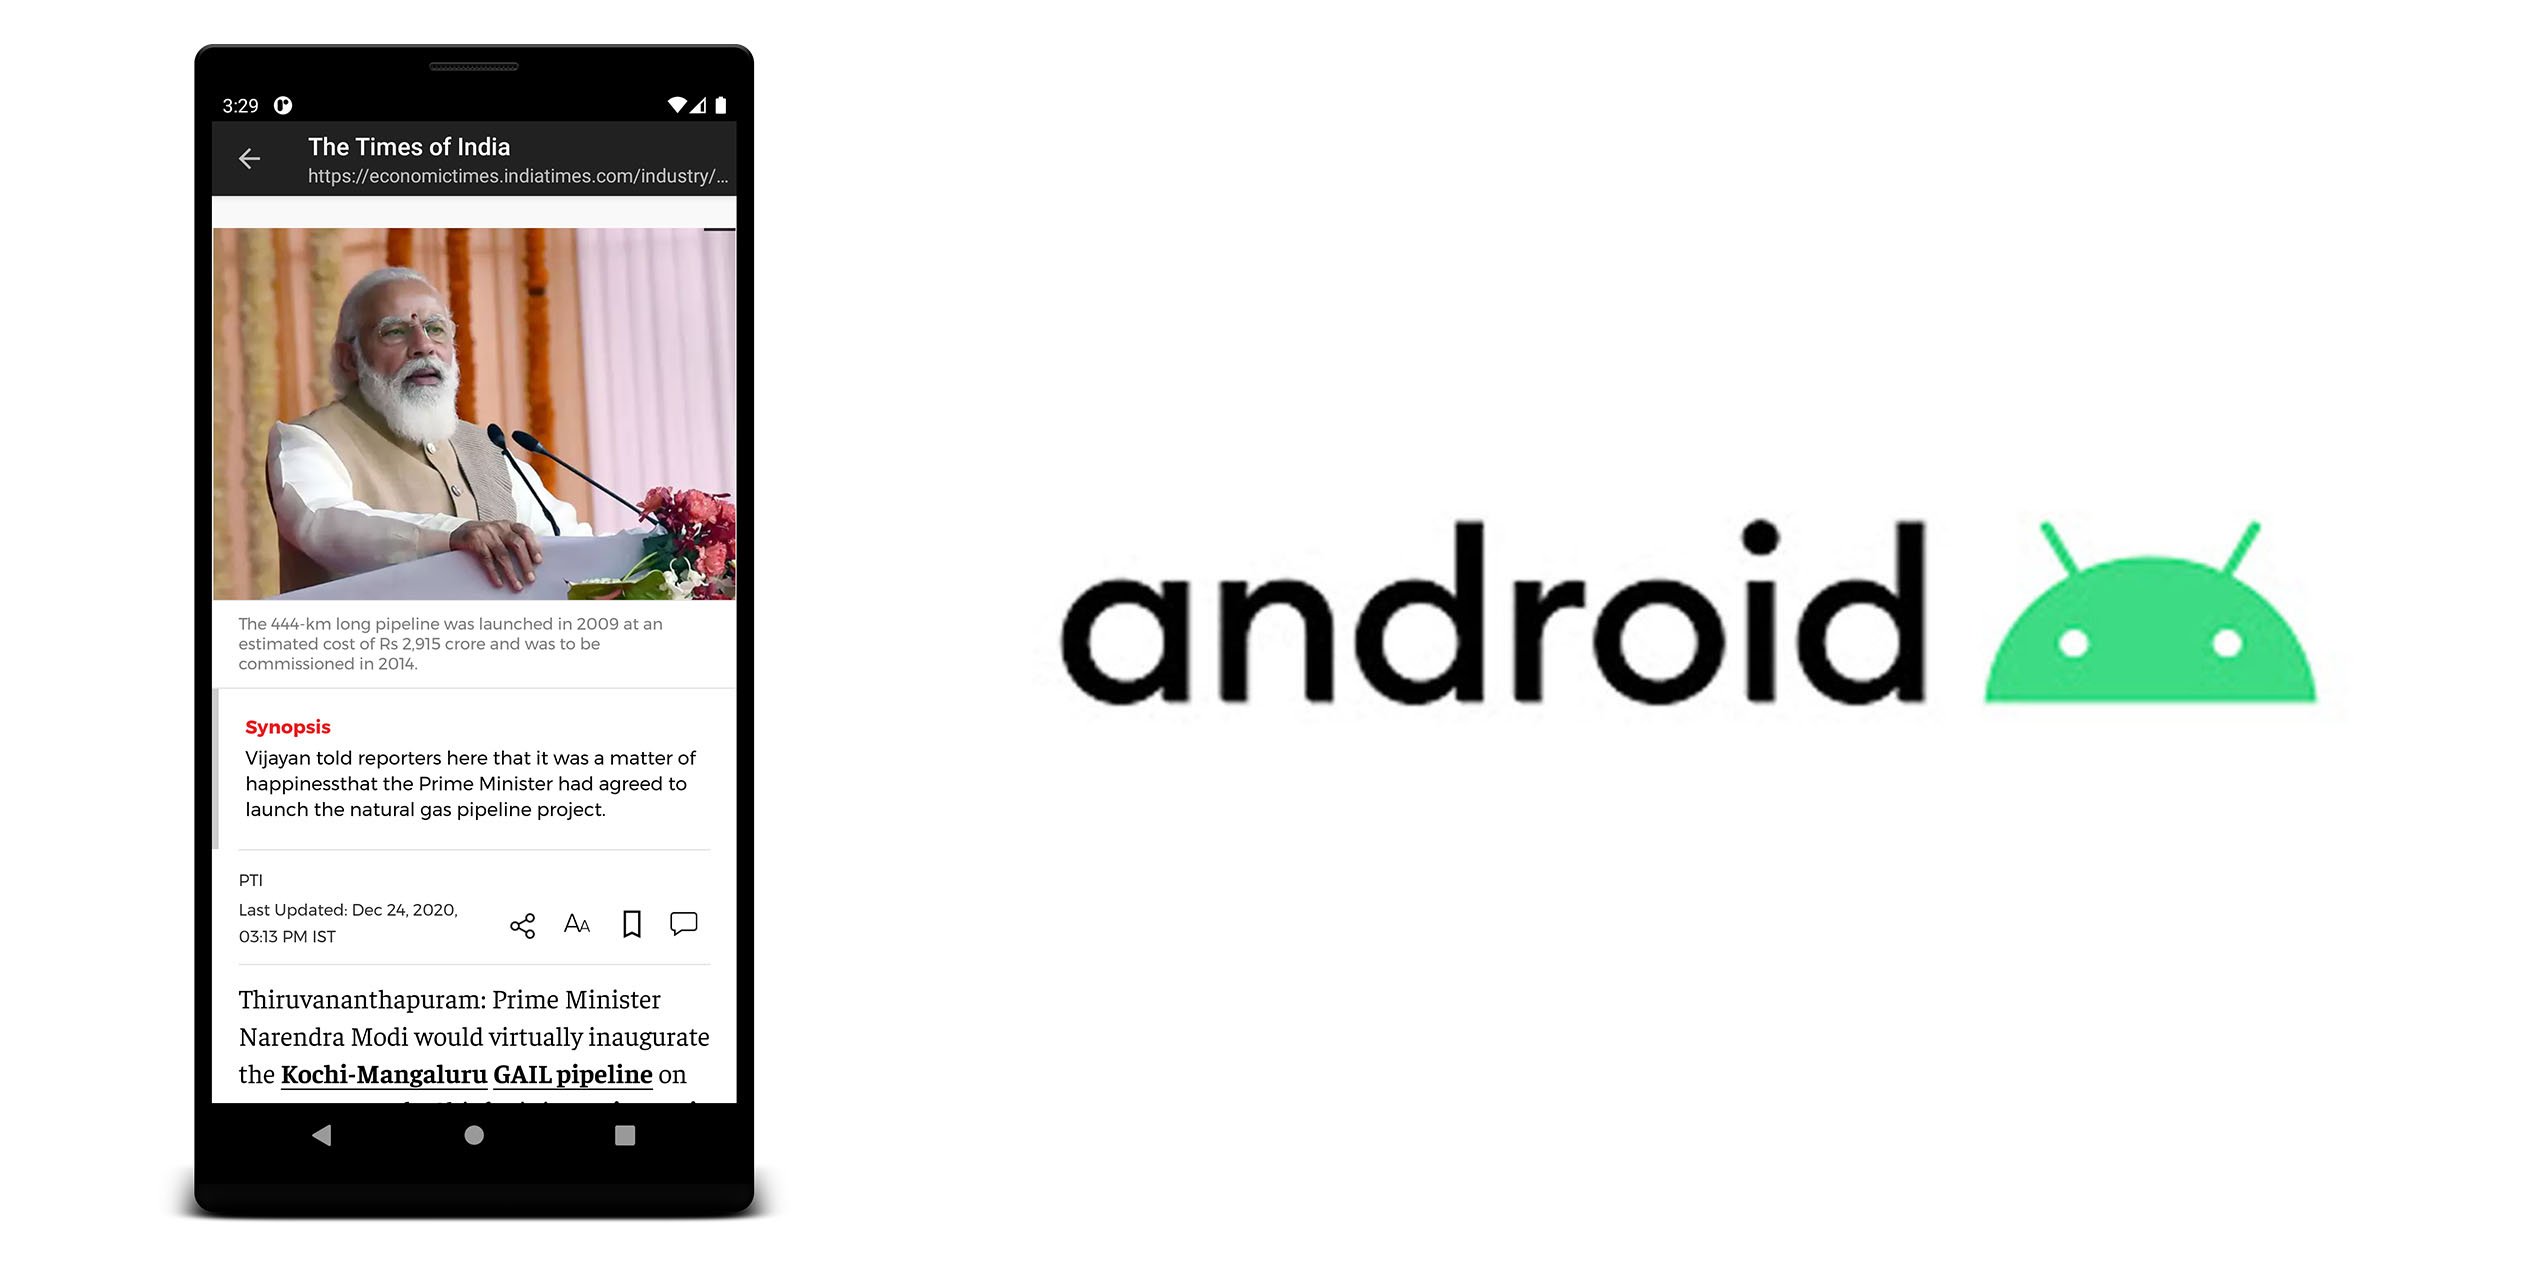 3:29
The Times of India
https://economictimes.indiatimes.com/industry/...
The 444-km long pipeline was launched in 2009 at an
estimated cost of Rs 2,915 crore and was to be
commissioned in 2014.
Synopsis
Vijayan told reporters here that it was a matter of
happinessthat the Prime Minister had agreed to
launch the natural gas pipeline project.
PTI
Last Updated: Dec 24, 2020,
03:13 PM IST
AA
Thiruvananthapuram: Prime Minister
Narendra Modi would virtually inaugurate
the Kochi-Mangaluru GAIL pipeline on
android